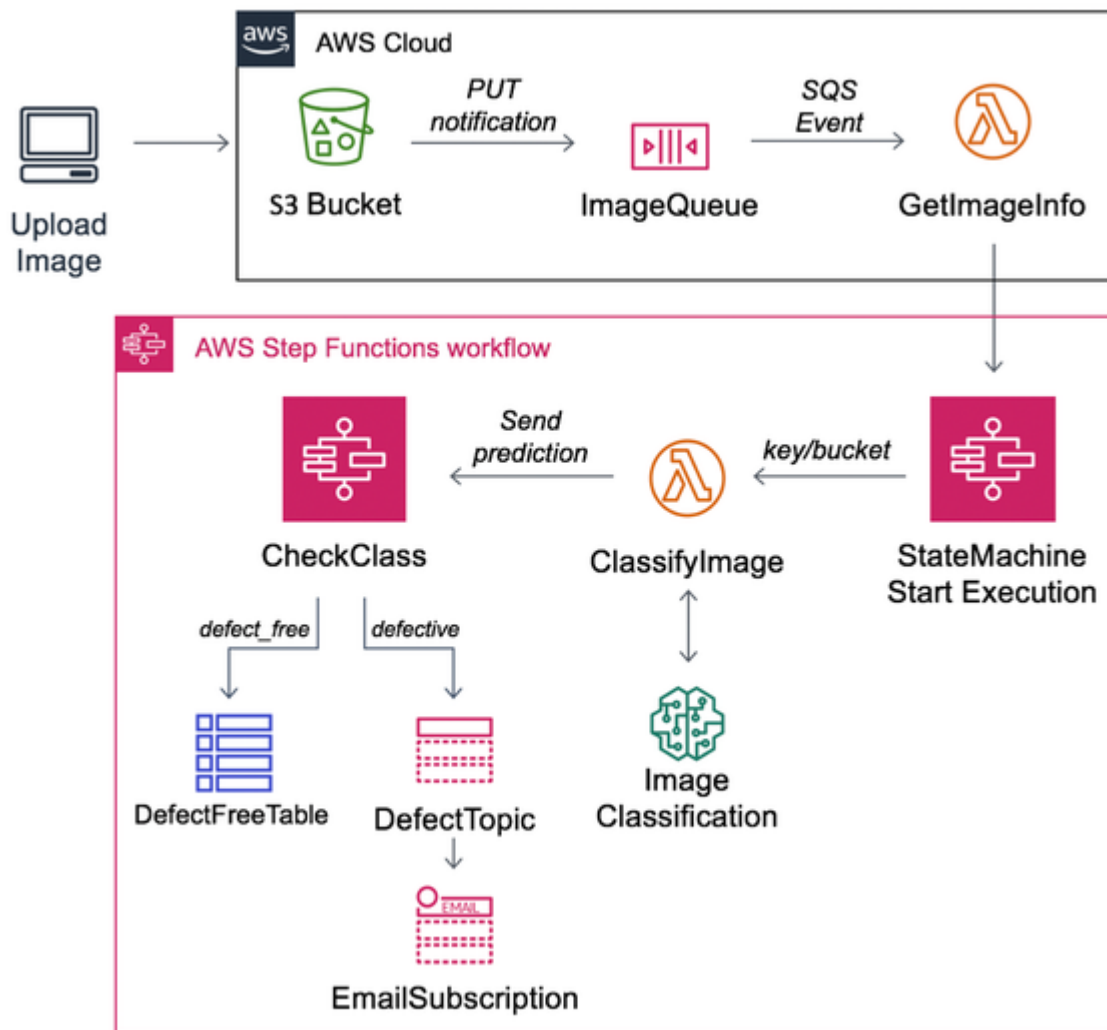 aws
AWS Cloud
PUT
notification
SQS
Event
S3 Bucket
ImageQueue
GetImageInfo
Upload
Image
AWS Step Functions workflow
Send
prediction
key/bucket
CheckClass
ClassifyImage
StateMachine
Start Execution
defect_free
defective
DefectFreeTable
DefectTopic
Image
Classification
EMAIL
EmailSubscription